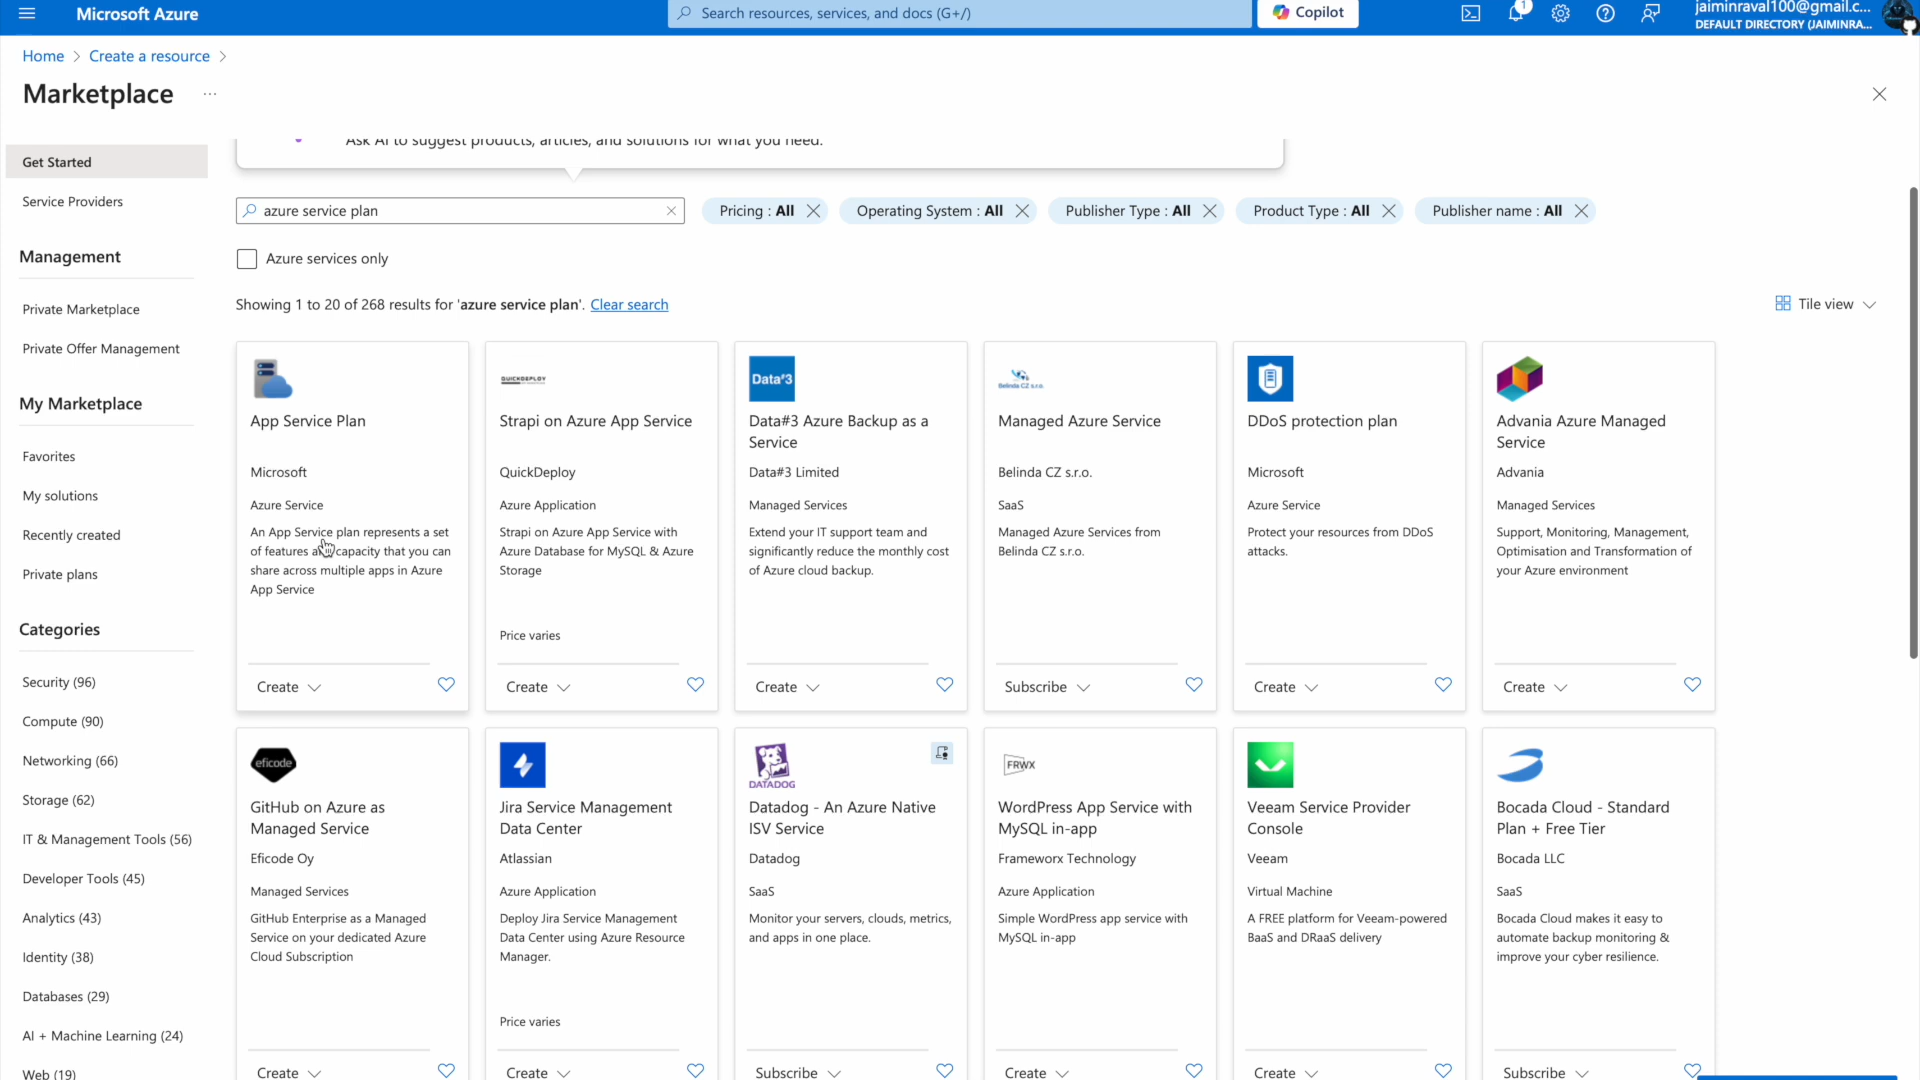 Microsoft Azure
Search resources, services, and docs (G+/)
Copilot
1
jaiminraval100@gmail.c...
DEFAULT DIRECTORY (JAIMINRA...
Home
Create a resource
Marketplace
...
Ask AI to suggest products, articles, and solutions for what you need.
Get Started
Service Providers
Management
Private Marketplace
Private Offer Management
My Marketplace
Favorites
My solutions
Recently created
Private plans
Categories
Security (96)
Compute (90)
Networking (66)
Storage (62)
IT & Management Tools (56)
Developer Tools (45)
Analytics (43)
Identity (38)
Databases (29)
AI + Machine Learning (24)
Web (19)
azure service plan
Pricing : All
Operating System : All
Publisher Type : All
Product Type : All
Publisher name : All
Azure services only
Showing 1 to 20 of 268 results for 'azure service plan'. Clear search
Tile view
App Service Plan
Microsoft
Azure Service
An App Service plan represents a set
of features and capacity that you can
share across multiple apps in Azure
App Service
Create
QUICKDEPLOY
Strapi on Azure App Service
QuickDeploy
Azure Application
Strapi on Azure App Service with
Azure Database for MySQL & Azure
Storage
Price varies
Create
Data#3
Data#3 Azure Backup as a
Service
Data#3 Limited
Managed Services
Extend your IT support team and
significantly reduce the monthly cost
of Azure cloud backup.
Create
Belinda CZ s.r.o.
Managed Azure Service
Belinda CZ s.r.o.
SaaS
Managed Azure Services from
Belinda CZ s.r.o.
Subscribe
DDoS protection plan
Microsoft
Azure Service
Protect your resources from DDoS
attacks.
Create
Advania Azure Managed
Service
Advania
Managed Services
Support, Monitoring, Management,
Optimisation and Transformation of
your Azure environment
Create
eficode
GitHub on Azure as
Managed Service
Eficode Oy
Managed Services
GitHub Enterprise as a Managed
Service on your dedicated Azure
Cloud Subscription
Create
Jira Service Management
Data Center
Atlassian
Azure Application
Deploy Jira Service Management
Data Center using Azure Resource
Manager.
Price varies
Create
DATADOG
Datadog - An Azure Native
ISV Service
Datadog
SaaS
Monitor your servers, clouds, metrics,
and apps in one place.
Subscribe
FRWX
WordPress App Service with
MySQL in-app
Frameworx Technology
Azure Application
Simple WordPress app service with
MySQL in-app
Create
Veeam Service Provider
Console
Veeam
Virtual Machine
A FREE platform for Veeam-powered
BaaS and DRaaS delivery
Create
Bocada Cloud - Standard
Plan + Free Tier
Bocada LLC
SaaS
Bocada Cloud makes it easy to
automate backup monitoring &
improve your cyber resilience.
Subscribe